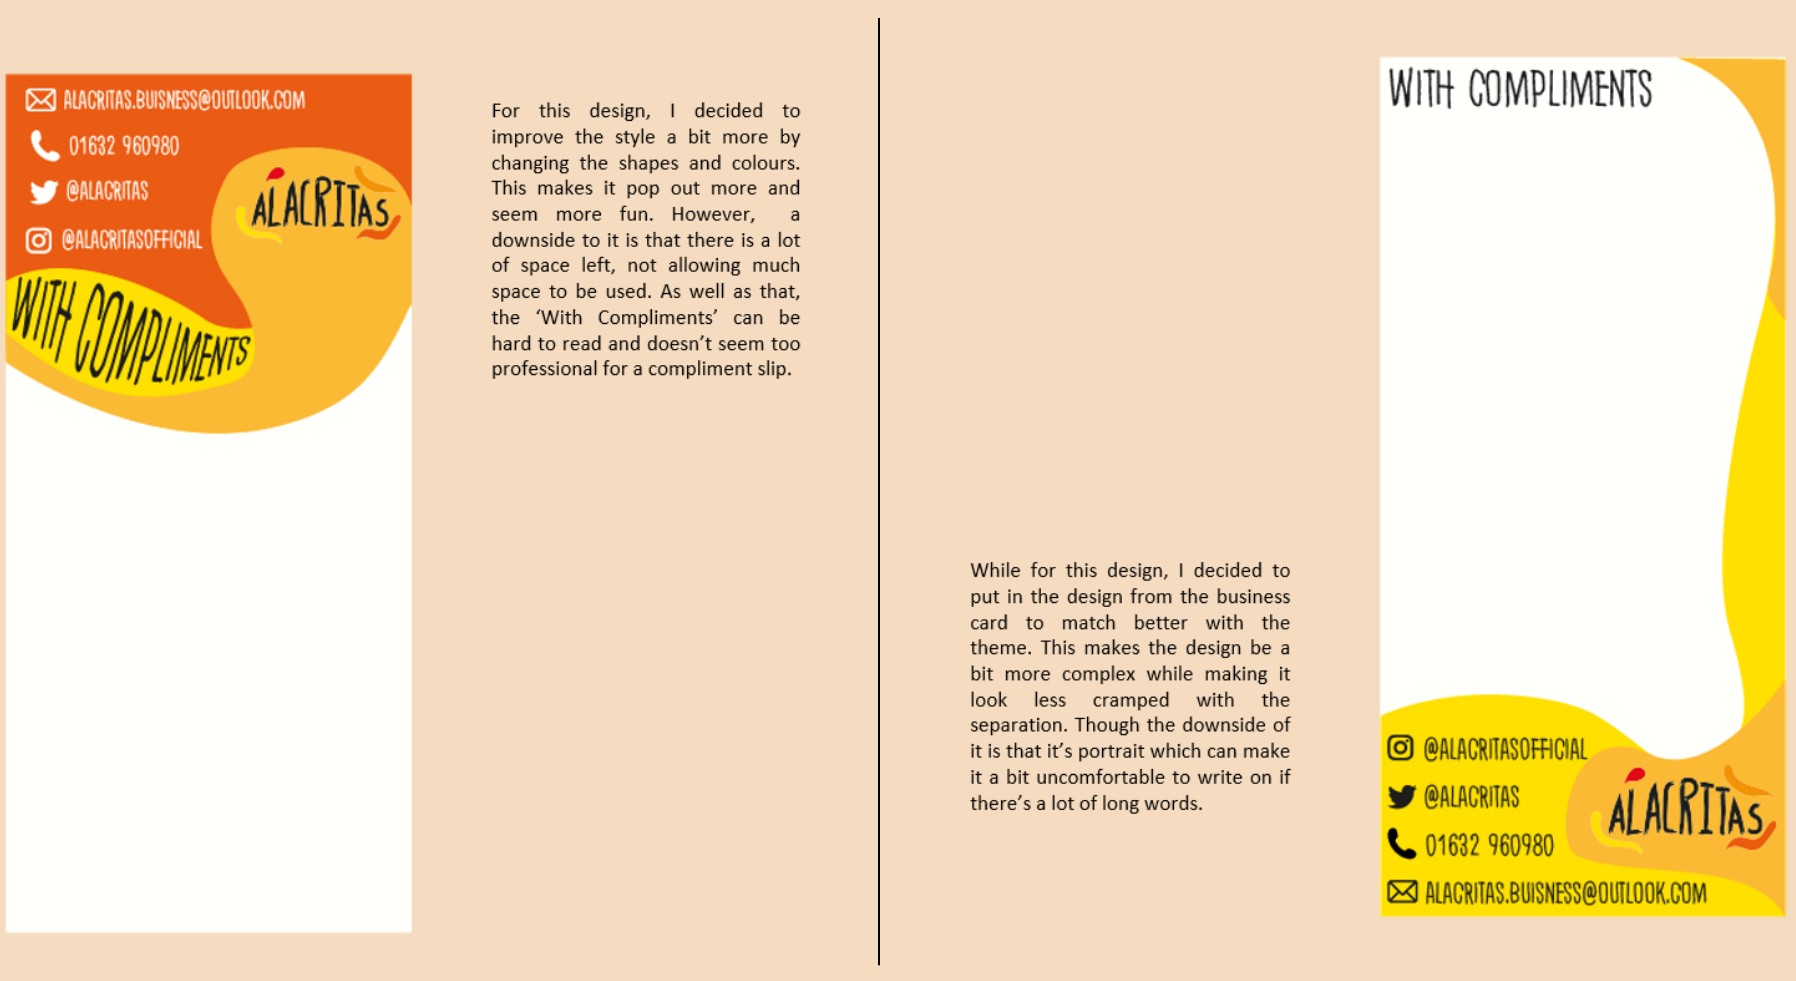 ALACRITAS.BUISNESS@OUTLOOK.COM
01632 960980
@ALACRITAS
@ALACRITASOFFICIAL
ALACRITAS
WITH COMPLIMENTS
For this design, I decided to
improve the style a bit more by
changing the shapes and colours.
This makes it pop out more and
seem more fun. However, a
downside to it is that there is a lot
of space left, not allowing much
space to be used. As well as that,
the ‘With Compliments’ can be
hard to read and doesn’t seem too
professional for a compliment slip.
While for this design, I decided to
put in the design from the business
card to match better with the
theme. This makes the design be a
bit more complex while making it
look less cramped with the
separation. Though the downside of
it is that it’s portrait which can make
it a bit uncomfortable to write on if
there’s a lot of long words.
WITH COMPLIMENTS
@ALACRITASOFFICIAL
@ALACRITAS
01632 960980
ALACRITAS.BUISNESS@OUTLOOK.COM
ALACRITAS